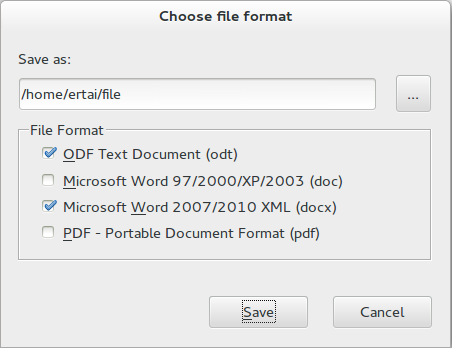 Choose file format
Save as:
/home/ertai/file
...
File Format
ODF Text Document (odt)
Microsoft Word 97/2000/XP/2003 (doc)
Microsoft Word 2007/2010 XML (docx)
PDF - Portable Document Format (pdf)
Save
Cancel